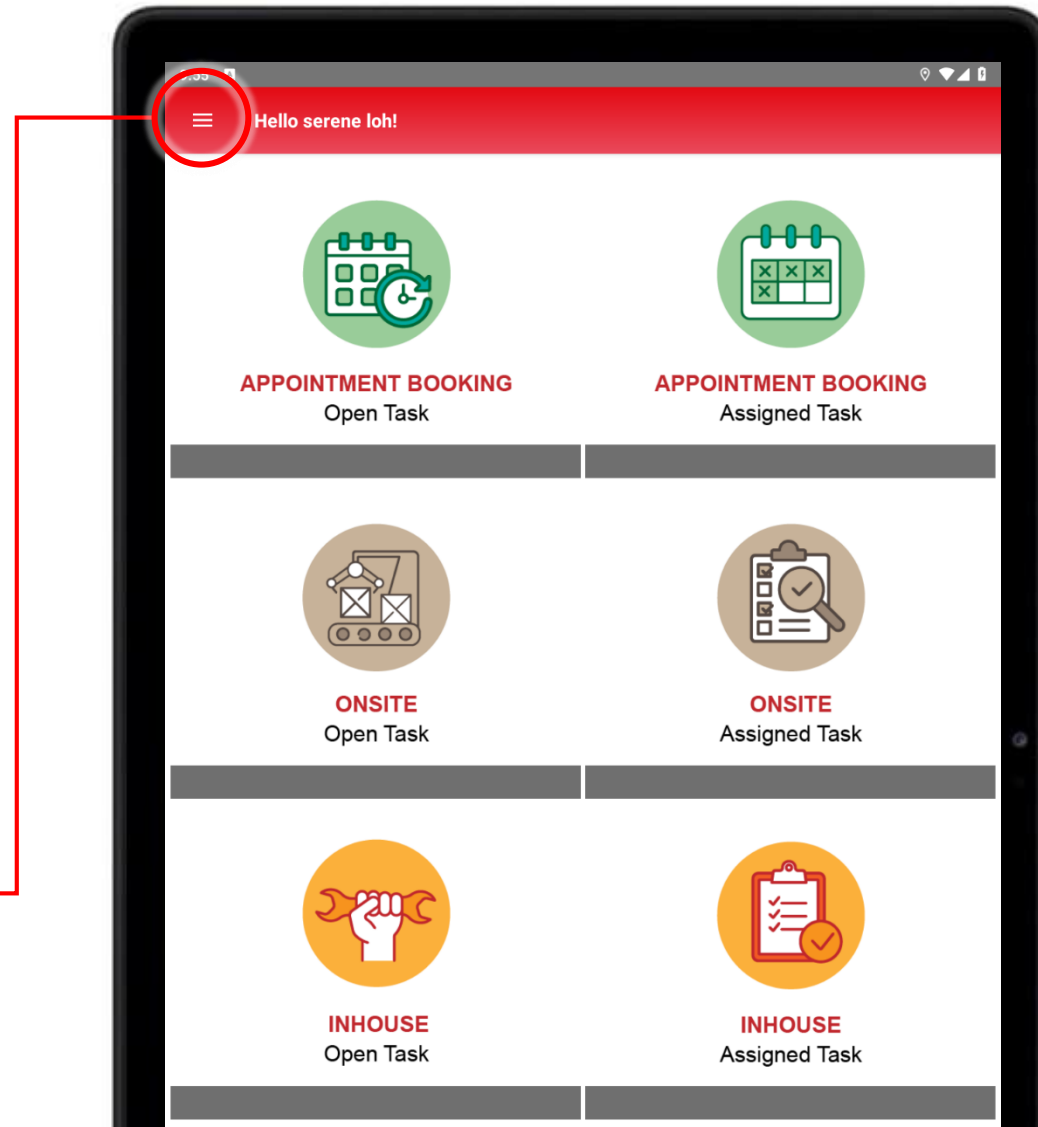 Hello serene loh!
APPOINTMENT BOOKING
Open Task
APPOINTMENT BOOKING
Assigned Task
ONSITE
Open Task
ONSITE
Assigned Task
INHOUSE
Open Task
INHOUSE
Assigned Task